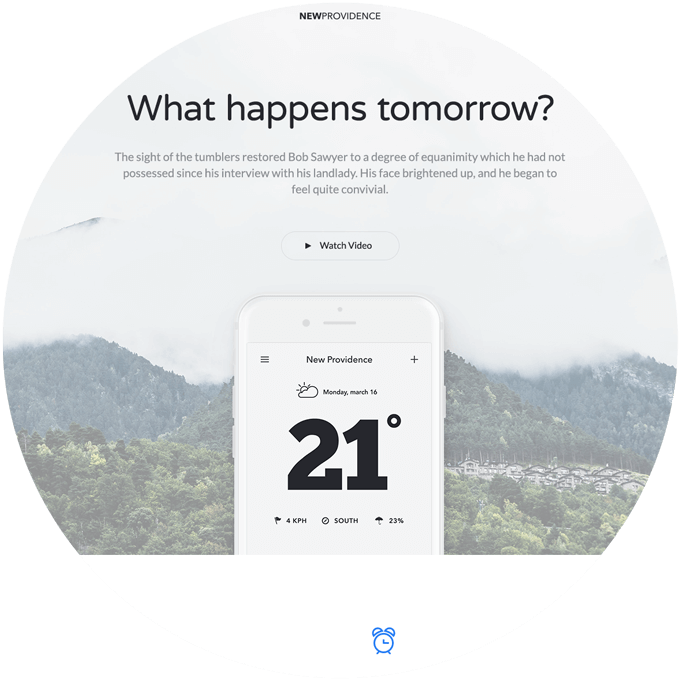 NEWPROVIDENCE
What happens tomorrow?
The sight of the tumblers restored Bob Sawyer to a degree of equanimity which he had not
possessed since his interview with his landlady. His face brightened up, and he began to
feel quite convivial.
Watch Video
New Providence
Monday, march 16
21°
4 KPH SOUTH 23%